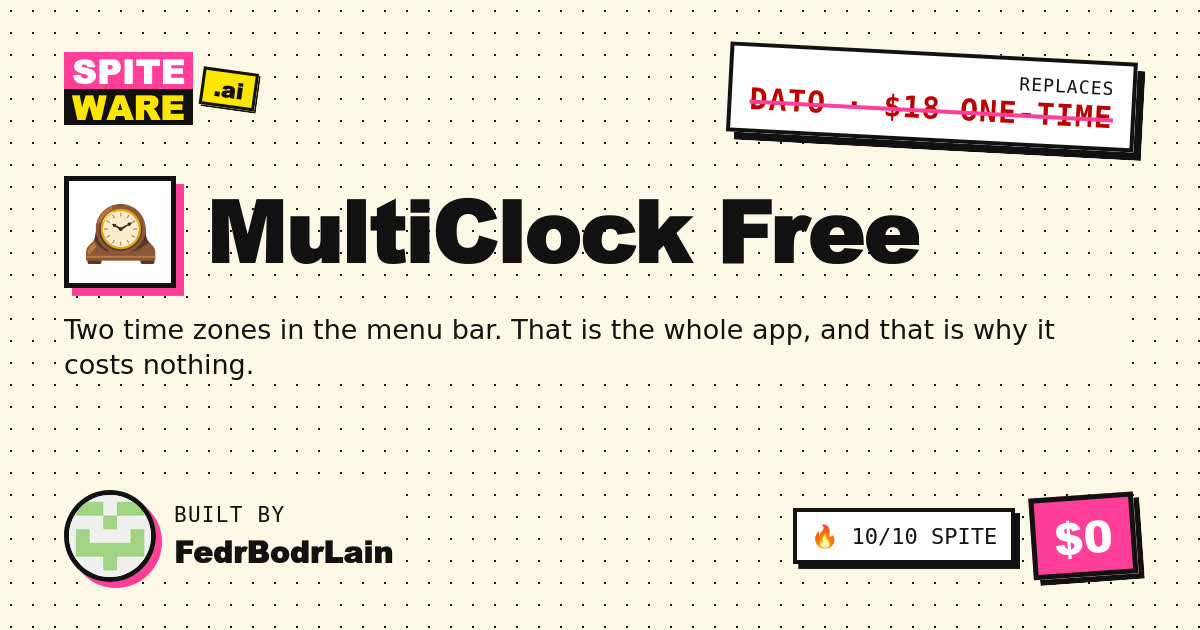 SPITE
WARE
.ai
REPLACES
DATO · $18 ONE-TIME
MultiClock Free
Two time zones in the menu bar. That is the whole app, and that is why it
costs nothing.
BUILT BY
FedrBodrLain
🔥 10/10 SPITE
$0